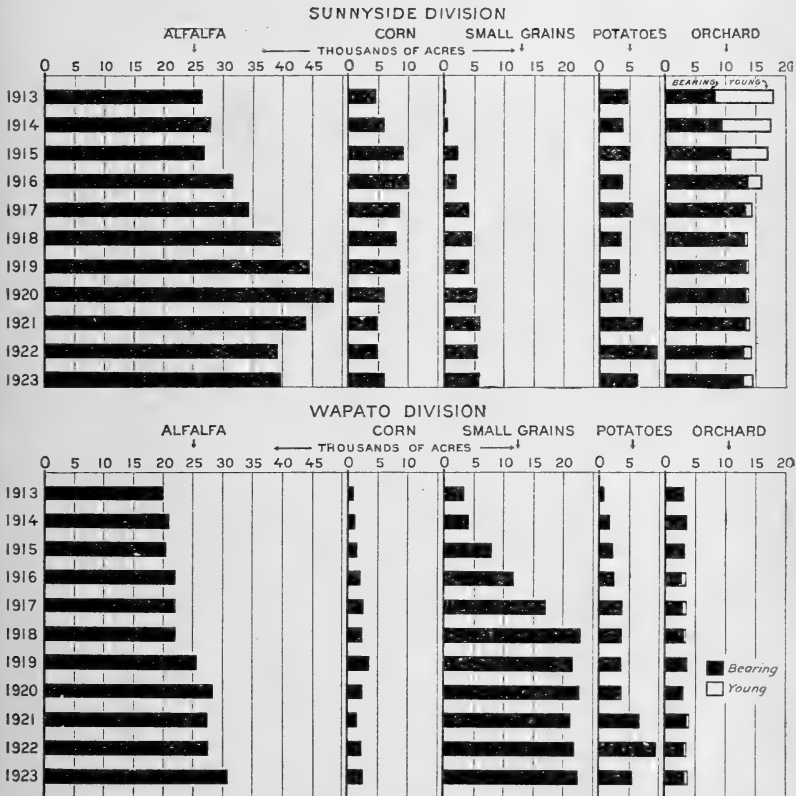 SUNNYSIDE DIVISION
ALFALFA CORN SMALL GRAINS POTATOES ORCHARD
THOUSANDS OF ACRES
0 5 10 15 20 25 30 35 40 45 0 5 10 0 5 10 15 20 0 5 0 5 10 15 20
BEARING YOUNG
1913
1914
1915
1916
1917
1918
1919
1920
1921
1922
1923
WAPATO DIVISION
ALFALFA CORN SMALL GRAINS POTATOES ORCHARD
THOUSANDS OF ACRES
0 5 10 15 20 25 30 35 40 45 0 5 10 0 5 10 15 20 0 5 0 5 10 15 20
1913
1914
1915
1916
1917
1918
1919
Bearing
1920
Young
1921
1922
1923